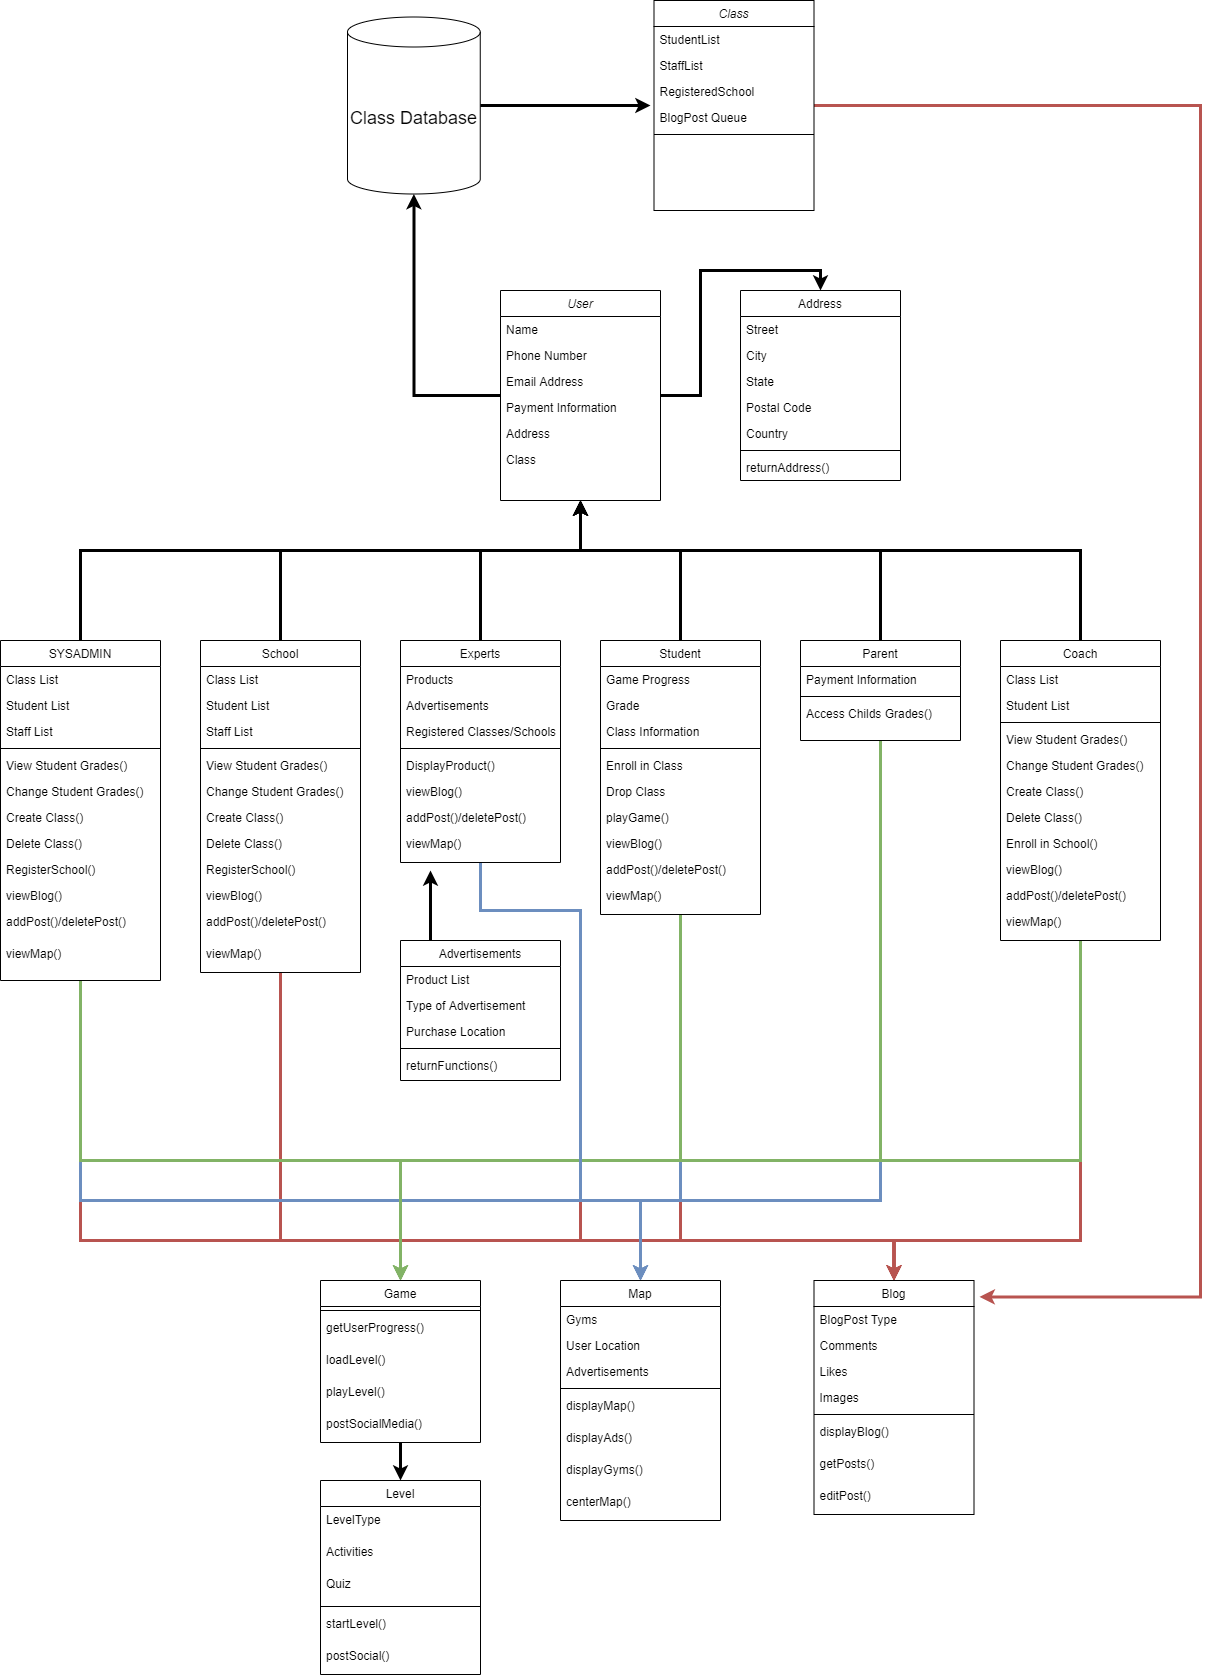 Class
StudentList
StaffList
RegisteredSchool
BlogPost Queue
Class Database
User
Name
Phone Number
Email Address
Payment Information
Address
Class
Address
Street
City
State
Postal Code
Country
returnAddress()
SYSADMIN
Class List
Student List
Staff List
View Student Grades()
Change Student Grades()
Create Class()
Delete Class()
RegisterSchool()
viewBlog()
addPost()/deletePost()
viewMap()
School
Class List
Student List
Staff List
View Student Grades()
Change Student Grades()
Create Class()
Delete Class()
RegisterSchool()
viewBlog()
addPost()/deletePost()
viewMap()
Experts
Products
Advertisements
Registered Classes/Schools
DisplayProduct()
viewBlog()
addPost()/deletePost()
viewMap()
Student
Game Progress
Grade
Class Information
Enroll in Class
Drop Class
playGame()
viewBlog()
addPost()/deletePost()
viewMap()
Parent
Payment Information
Access Childs Grades()
Coach
Class List
Student List
View Student Grades()
Change Student Grades()
Create Class()
Delete Class()
Enroll in School()
viewBlog()
addPost()/deletePost()
viewMap()
Advertisements
Product List
Type of Advertisement
Purchase Location
returnFunctions()
Game
getUserProgress()
loadLevel()
playLevel()
postSocialMedia()
Map
Gyms
User Location
Advertisements
displayMap()
displayAds()
displayGyms()
centerMap()
Blog
BlogPost Type
Comments
Likes
Images
displayBlog()
getPosts()
editPost()
Level
LevelType
Activities
Quiz
startLevel()
postSocial()